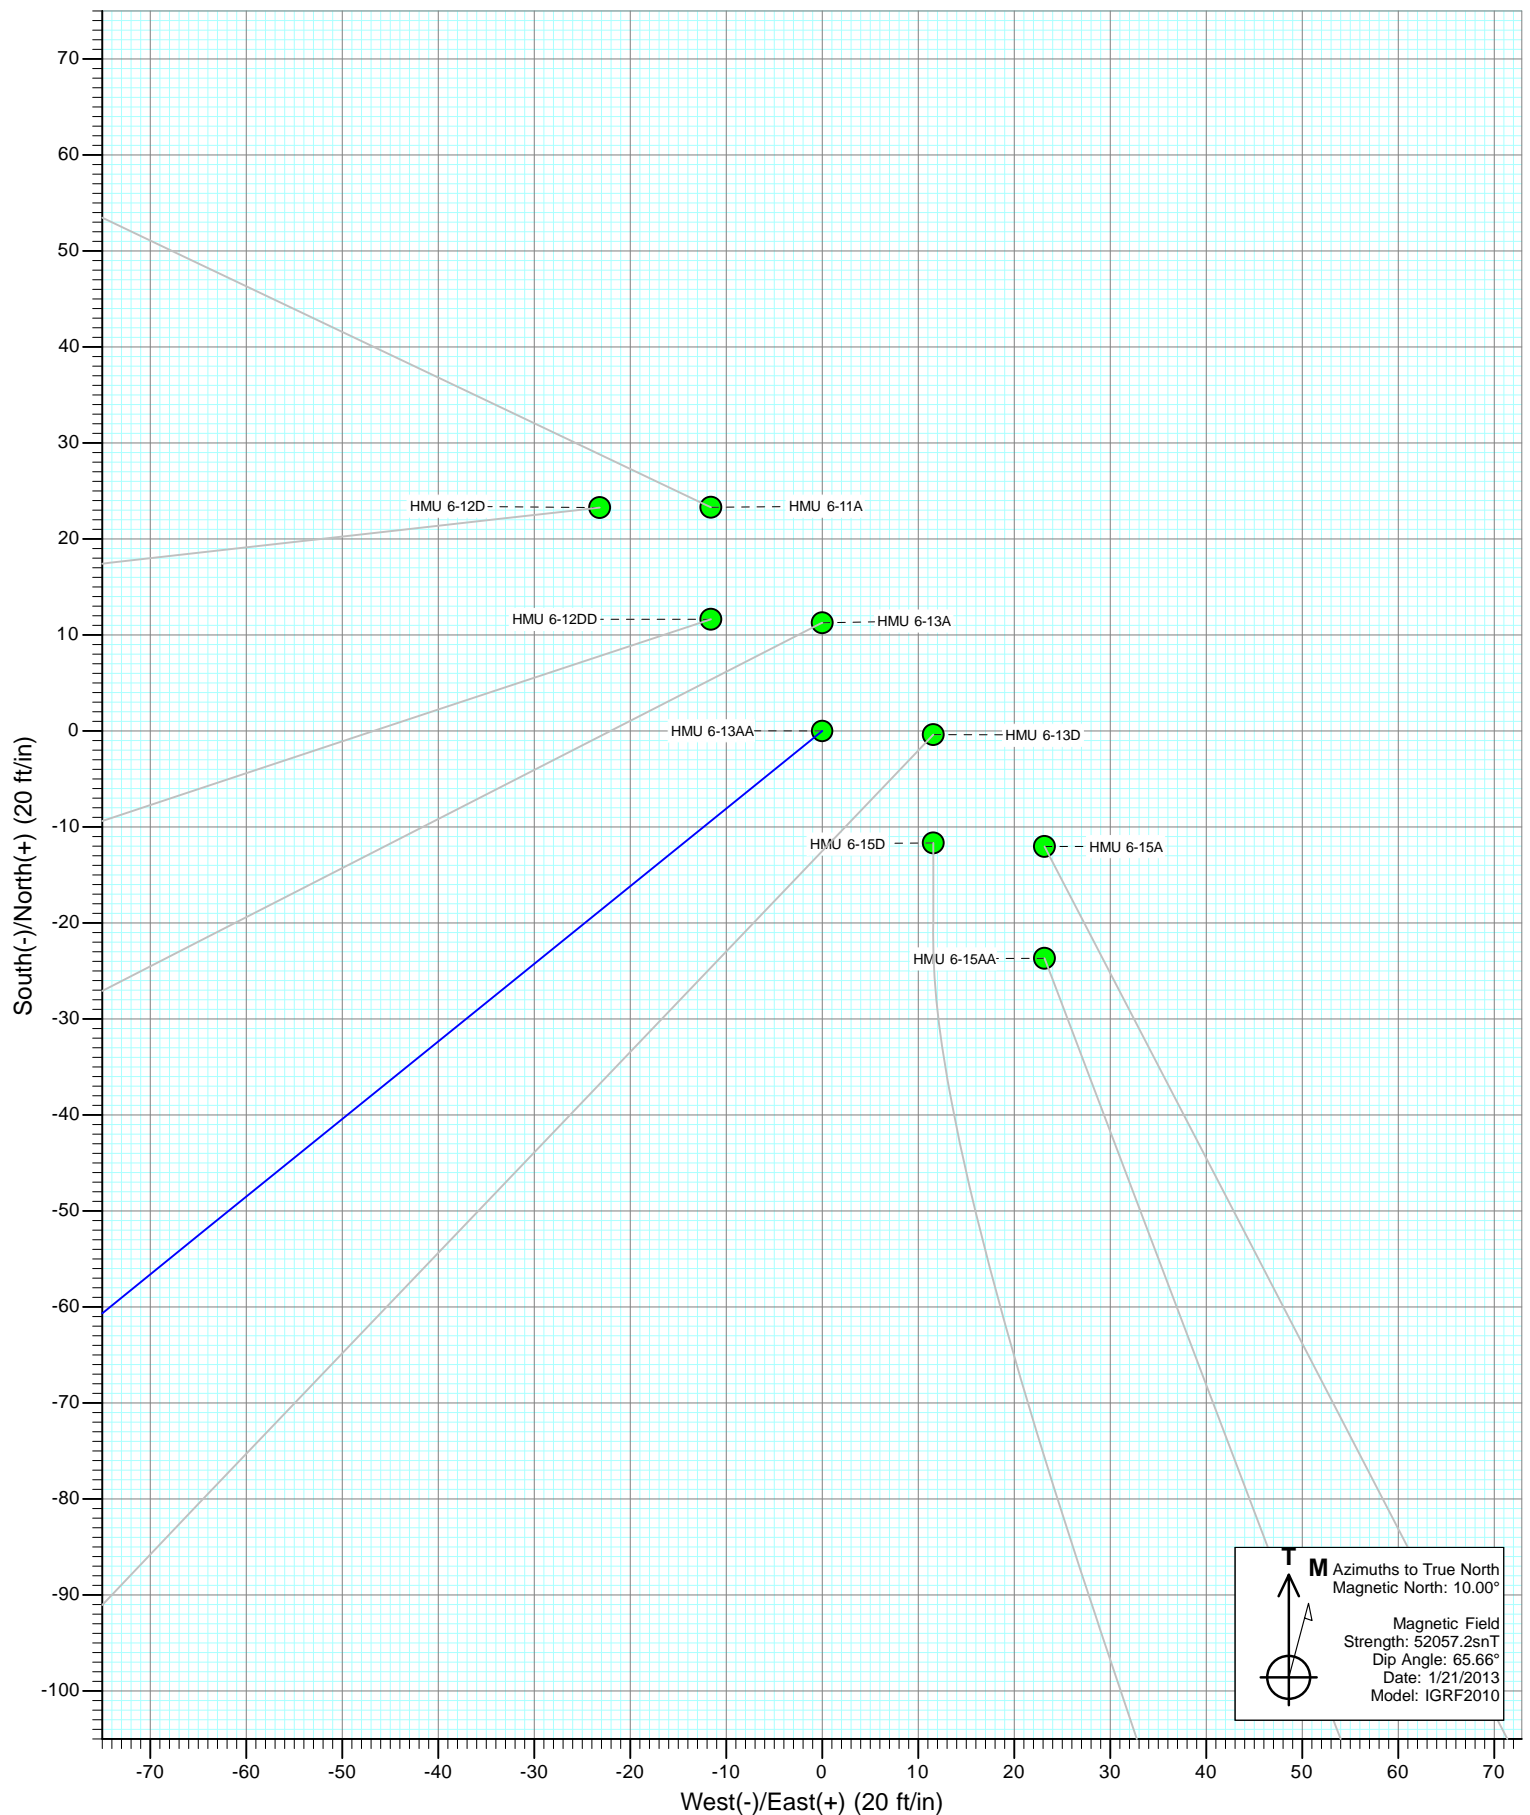 70
60
50
40
30
20
10
0
-10
-20
-30
-40
-50
-60
-70
-80
-90
-100
South(-)/North(+) (20 ft/in)
HMU 6-12D
HMU 6-11A
HMU 6-12DD
HMU 6-13A
HMU 6-13AA
HMU 6-13D
HMU 6-15D
HMU 6-15A
HMU 6-15AA
T
M
Azimuths to True North
Magnetic North: 10.00°
Magnetic Field
Strength: 52057.2snT
Dip Angle: 65.66°
Date: 1/21/2013
Model: IGRF2010
-70 -60 -50 -40 -30 -20 -10 0 10 20 30 40 50 60 70
West(-)/East(+) (20 ft/in)